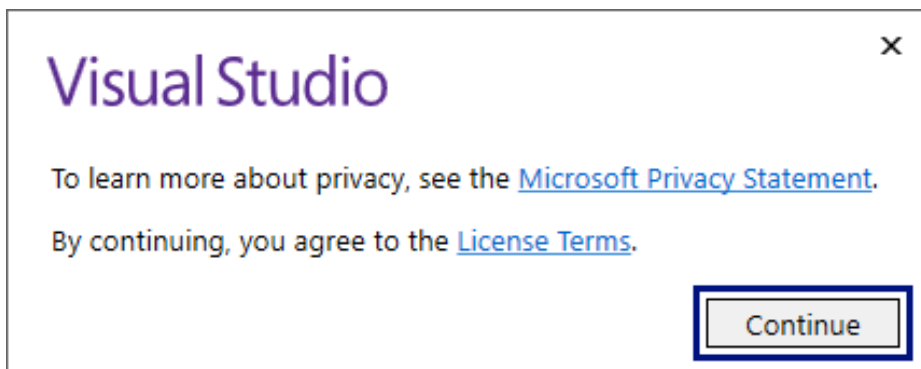 Visual Studio
To learn more about privacy, see the Microsoft Privacy Statement.
By continuing, you agree to the License Terms.
Continue